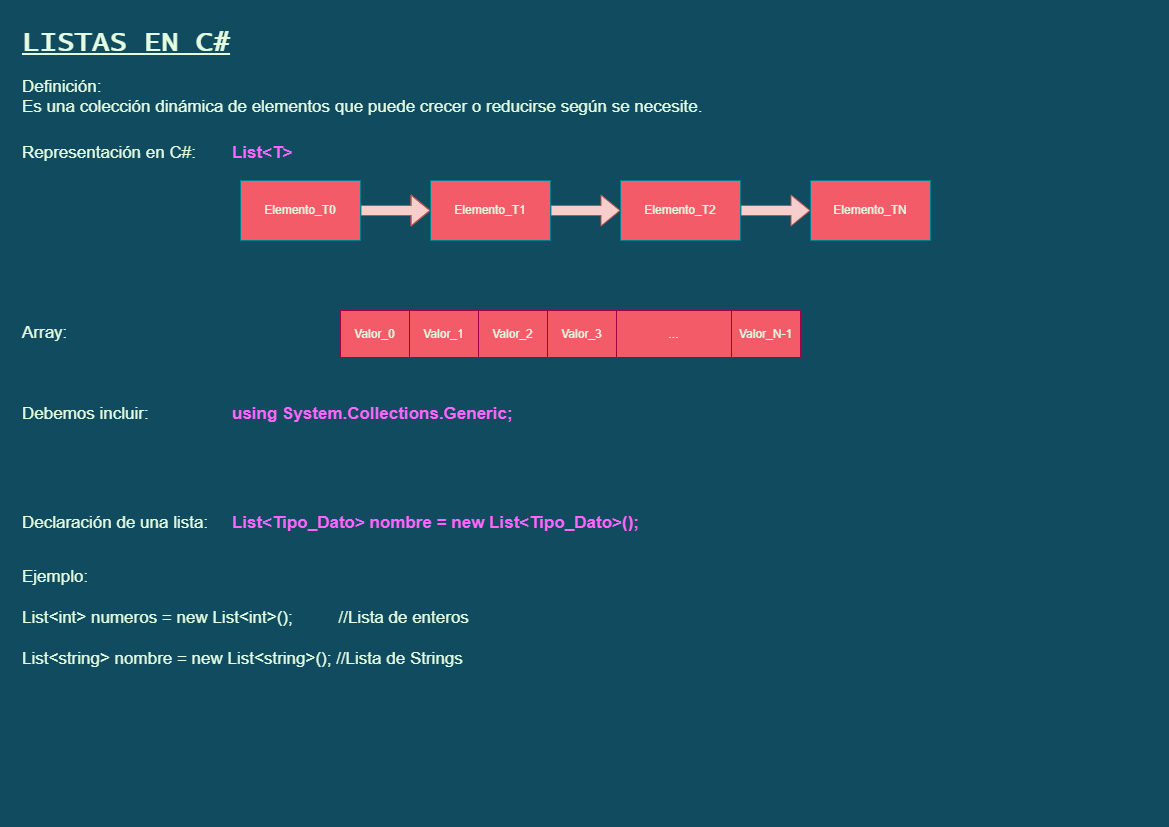 LISTAS EN C#
Definición:
Es una colección dinámica de elementos que puede crecer o reducirse según se necesite.
Representación en C#: List<T>
Elemento_T0 Elemento_T1 Elemento_T2 Elemento_TN
Array: Valor_0 Valor_1 Valor_2 Valor_3 ... Valor_N-1
Debemos incluir: using System.Collections.Generic;
Declaración de una lista: List<Tipo_Dato> nombre = new List<Tipo_Dato>();
Ejemplo:
List<int> numeros = new List<int>(); //Lista de enteros
List<string> nombre = new List<string>(); //Lista de Strings